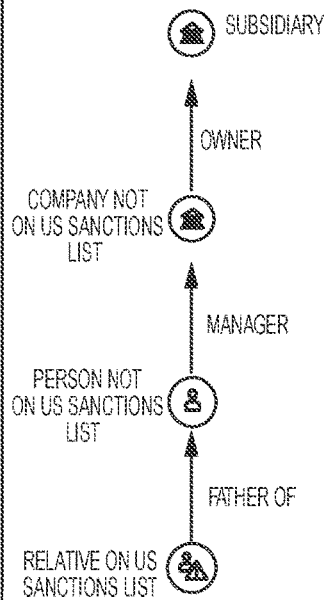 SUBSIDIARY
OWNER
COMPANY NOT
ON US SANCTIONS
LIST
MANAGER
PERSON NOT
ON US SANCTIONS
LIST
FATHER OF
RELATIVE ON US
SANCTIONS LIST